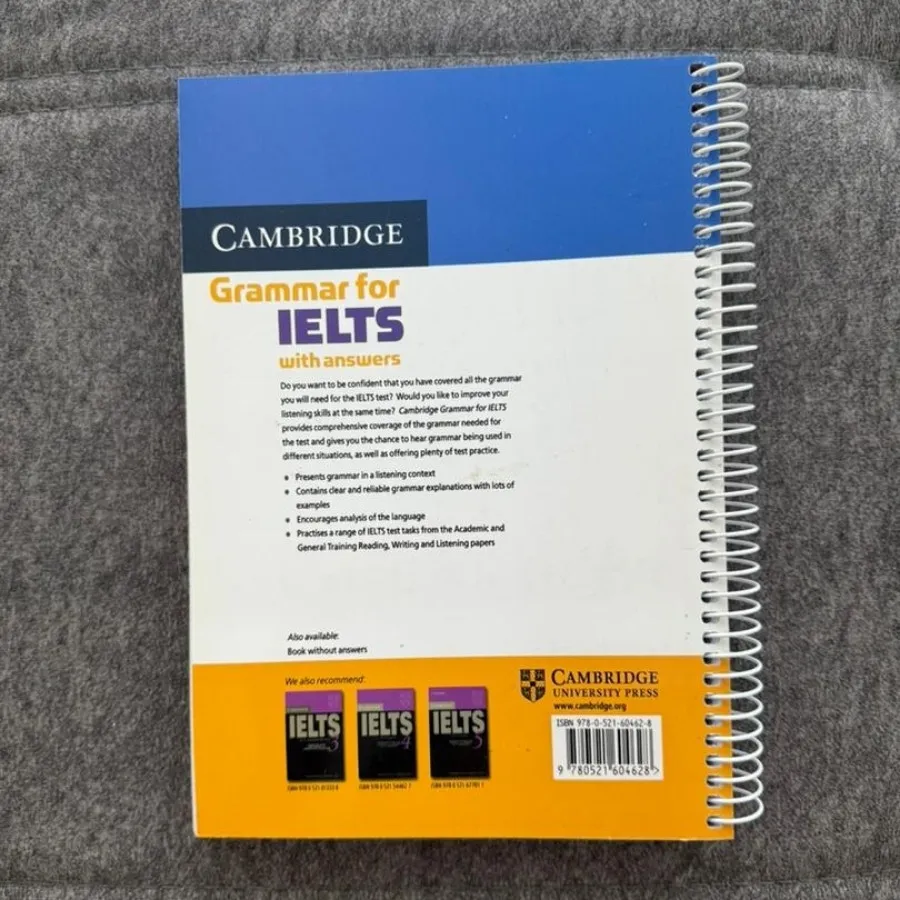 CAMBRIDGE
Grammar for
IELTS
with answers
Do you want to be confident that you have covered all the grammar
you will need for the IELTS test? Would you like to improve your
listening skills at the same time? Cambridge Grammar for IELTS
provides comprehensive coverage of the grammar needed for
the test and gives you the chance to hear grammar being used in
different situations, as well as offering plenty of test practice.
• Presents grammar in a listening context
• Contains clear and reliable grammar explanations with lots of
examples
• Encourages analysis of the language
• Practises a range of IELTS test tasks from the Academic and
General Training Reading, Writing and Listening papers
Also available:
Book without answers
We also recommend:
IELTS
3
IELTS
4
IELTS
5
CAMBRIDGE
UNIVERSITY PRESS
www.cambridge.org
ISBN 978-0-521-60462-8
9 780521 604628 >